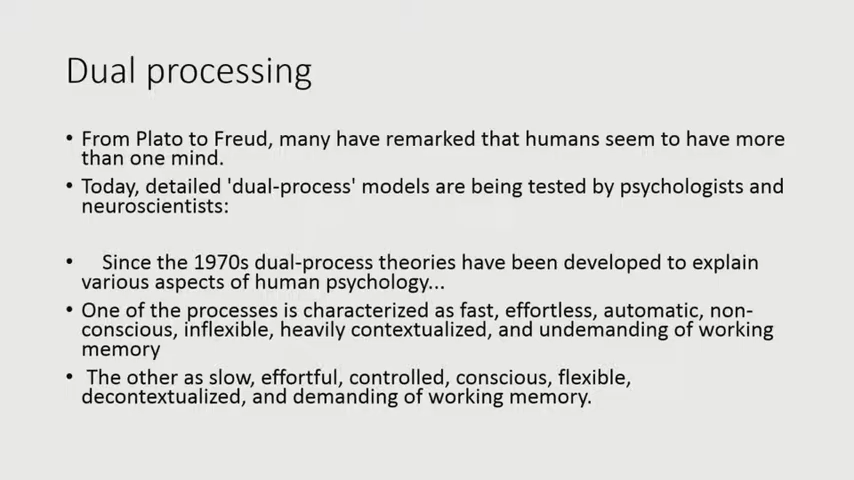 Dual processing
• From Plato to Freud, many have remarked that humans seem to have more
than one mind.
• Today, detailed 'dual-process' models are being tested by psychologists and
neuroscientists:
• Since the 1970s dual-process theories have been developed to explain
various aspects of human psychology...
• One of the processes is characterized as fast, effortless, automatic, non-
conscious, inflexible, heavily contextualized, and undemanding of working
memory
• The other as slow, effortful, controlled, conscious, flexible,
decontextualized, and demanding of working memory.